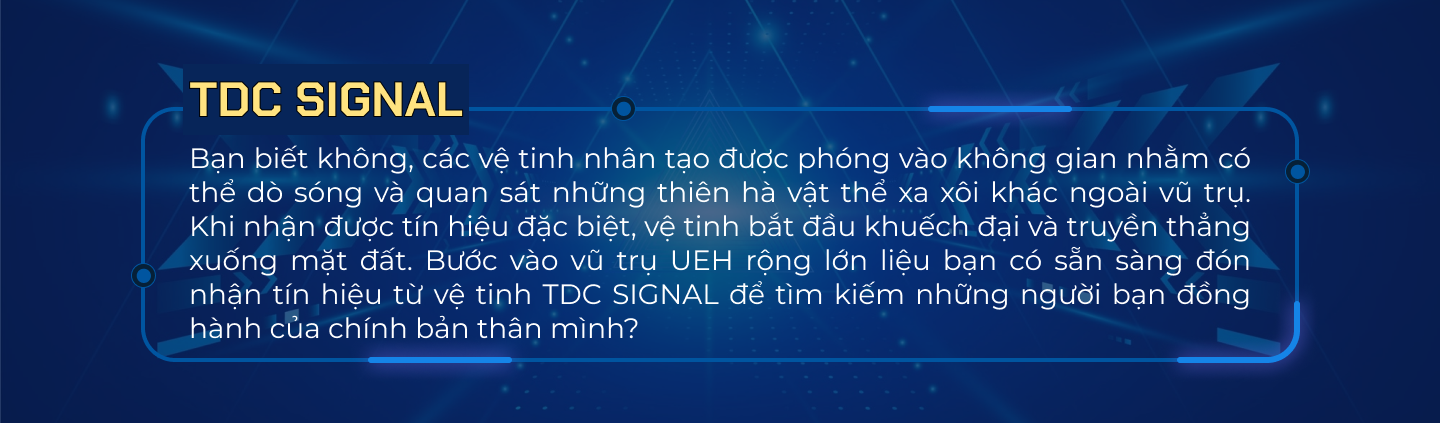 TDC SIGNAL
Bạn biết không, các vệ tinh nhân tạo được phóng vào không gian nhằm có
thể dò sóng và quan sát những thiên hà vật thể xa xôi khác ngoài vũ trụ.
Khi nhận được tín hiệu đặc biệt, vệ tinh bắt đầu khuếch đại và truyền thẳng
xuống mặt đất. Bước vào vũ trụ UEH rộng lớn liệu bạn có sẵn sàng đón
nhận tín hiệu từ vệ tinh TDC SIGNAL để tìm kiếm những người bạn đồng
hành của chính bản thân mình?